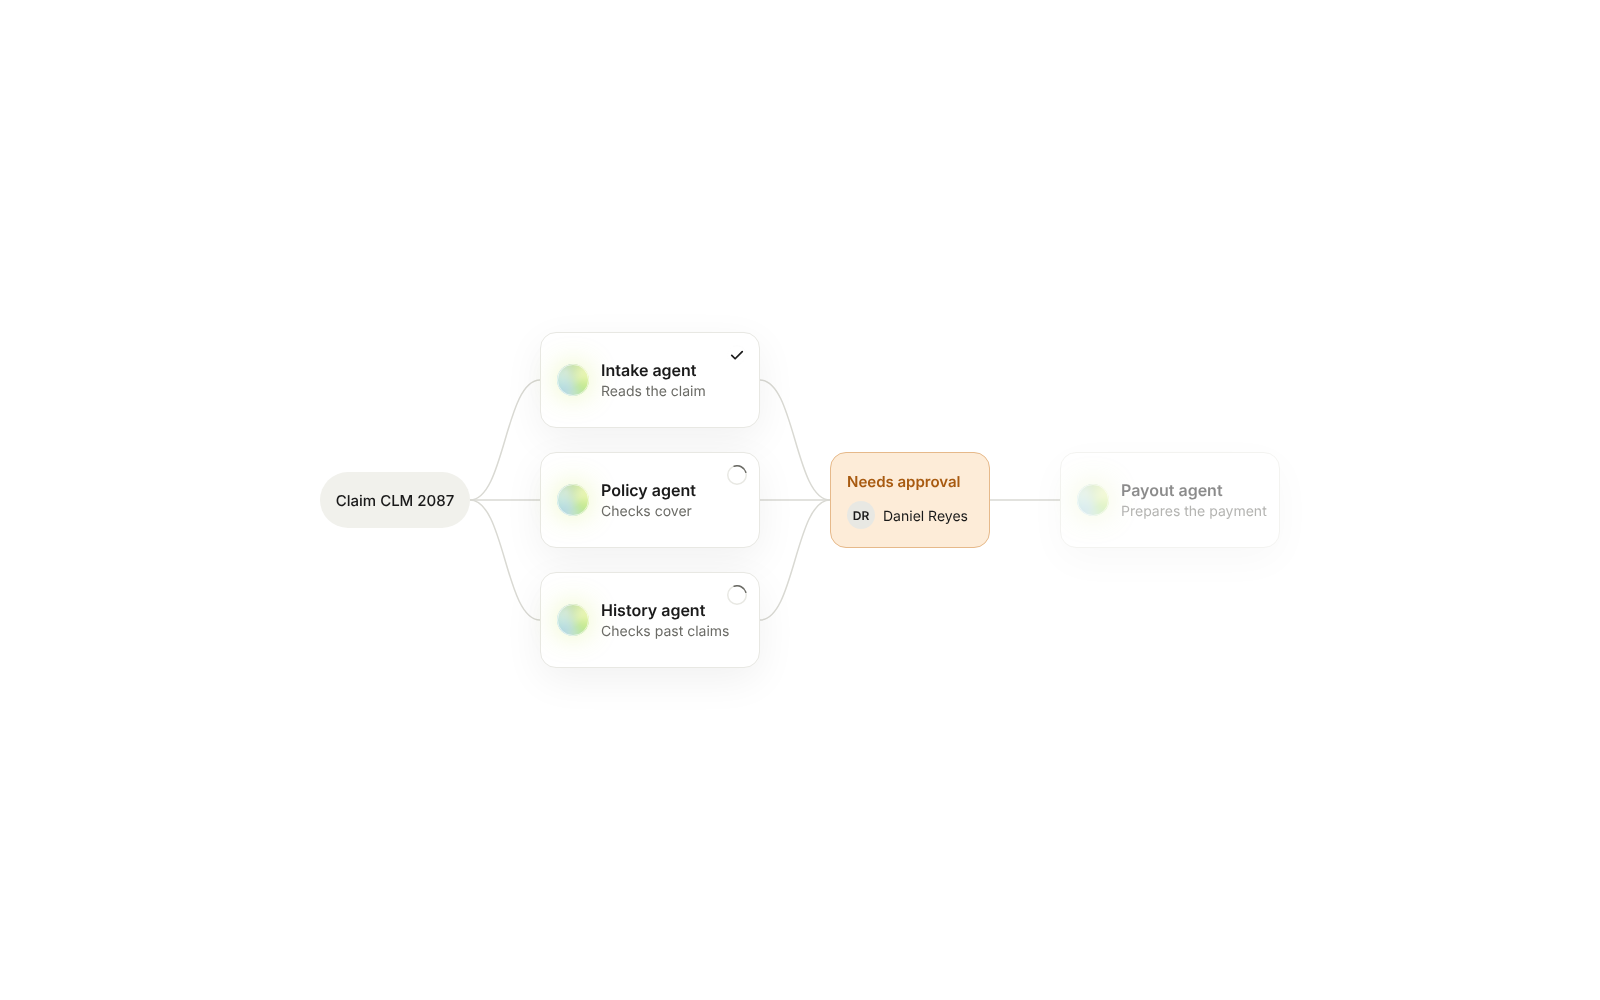 Claim CLM 2087
Intake agent
Reads the claim
Policy agent
Checks cover
History agent
Checks past claims
Needs approval
DR Daniel Reyes
Payout agent
Prepares the payment